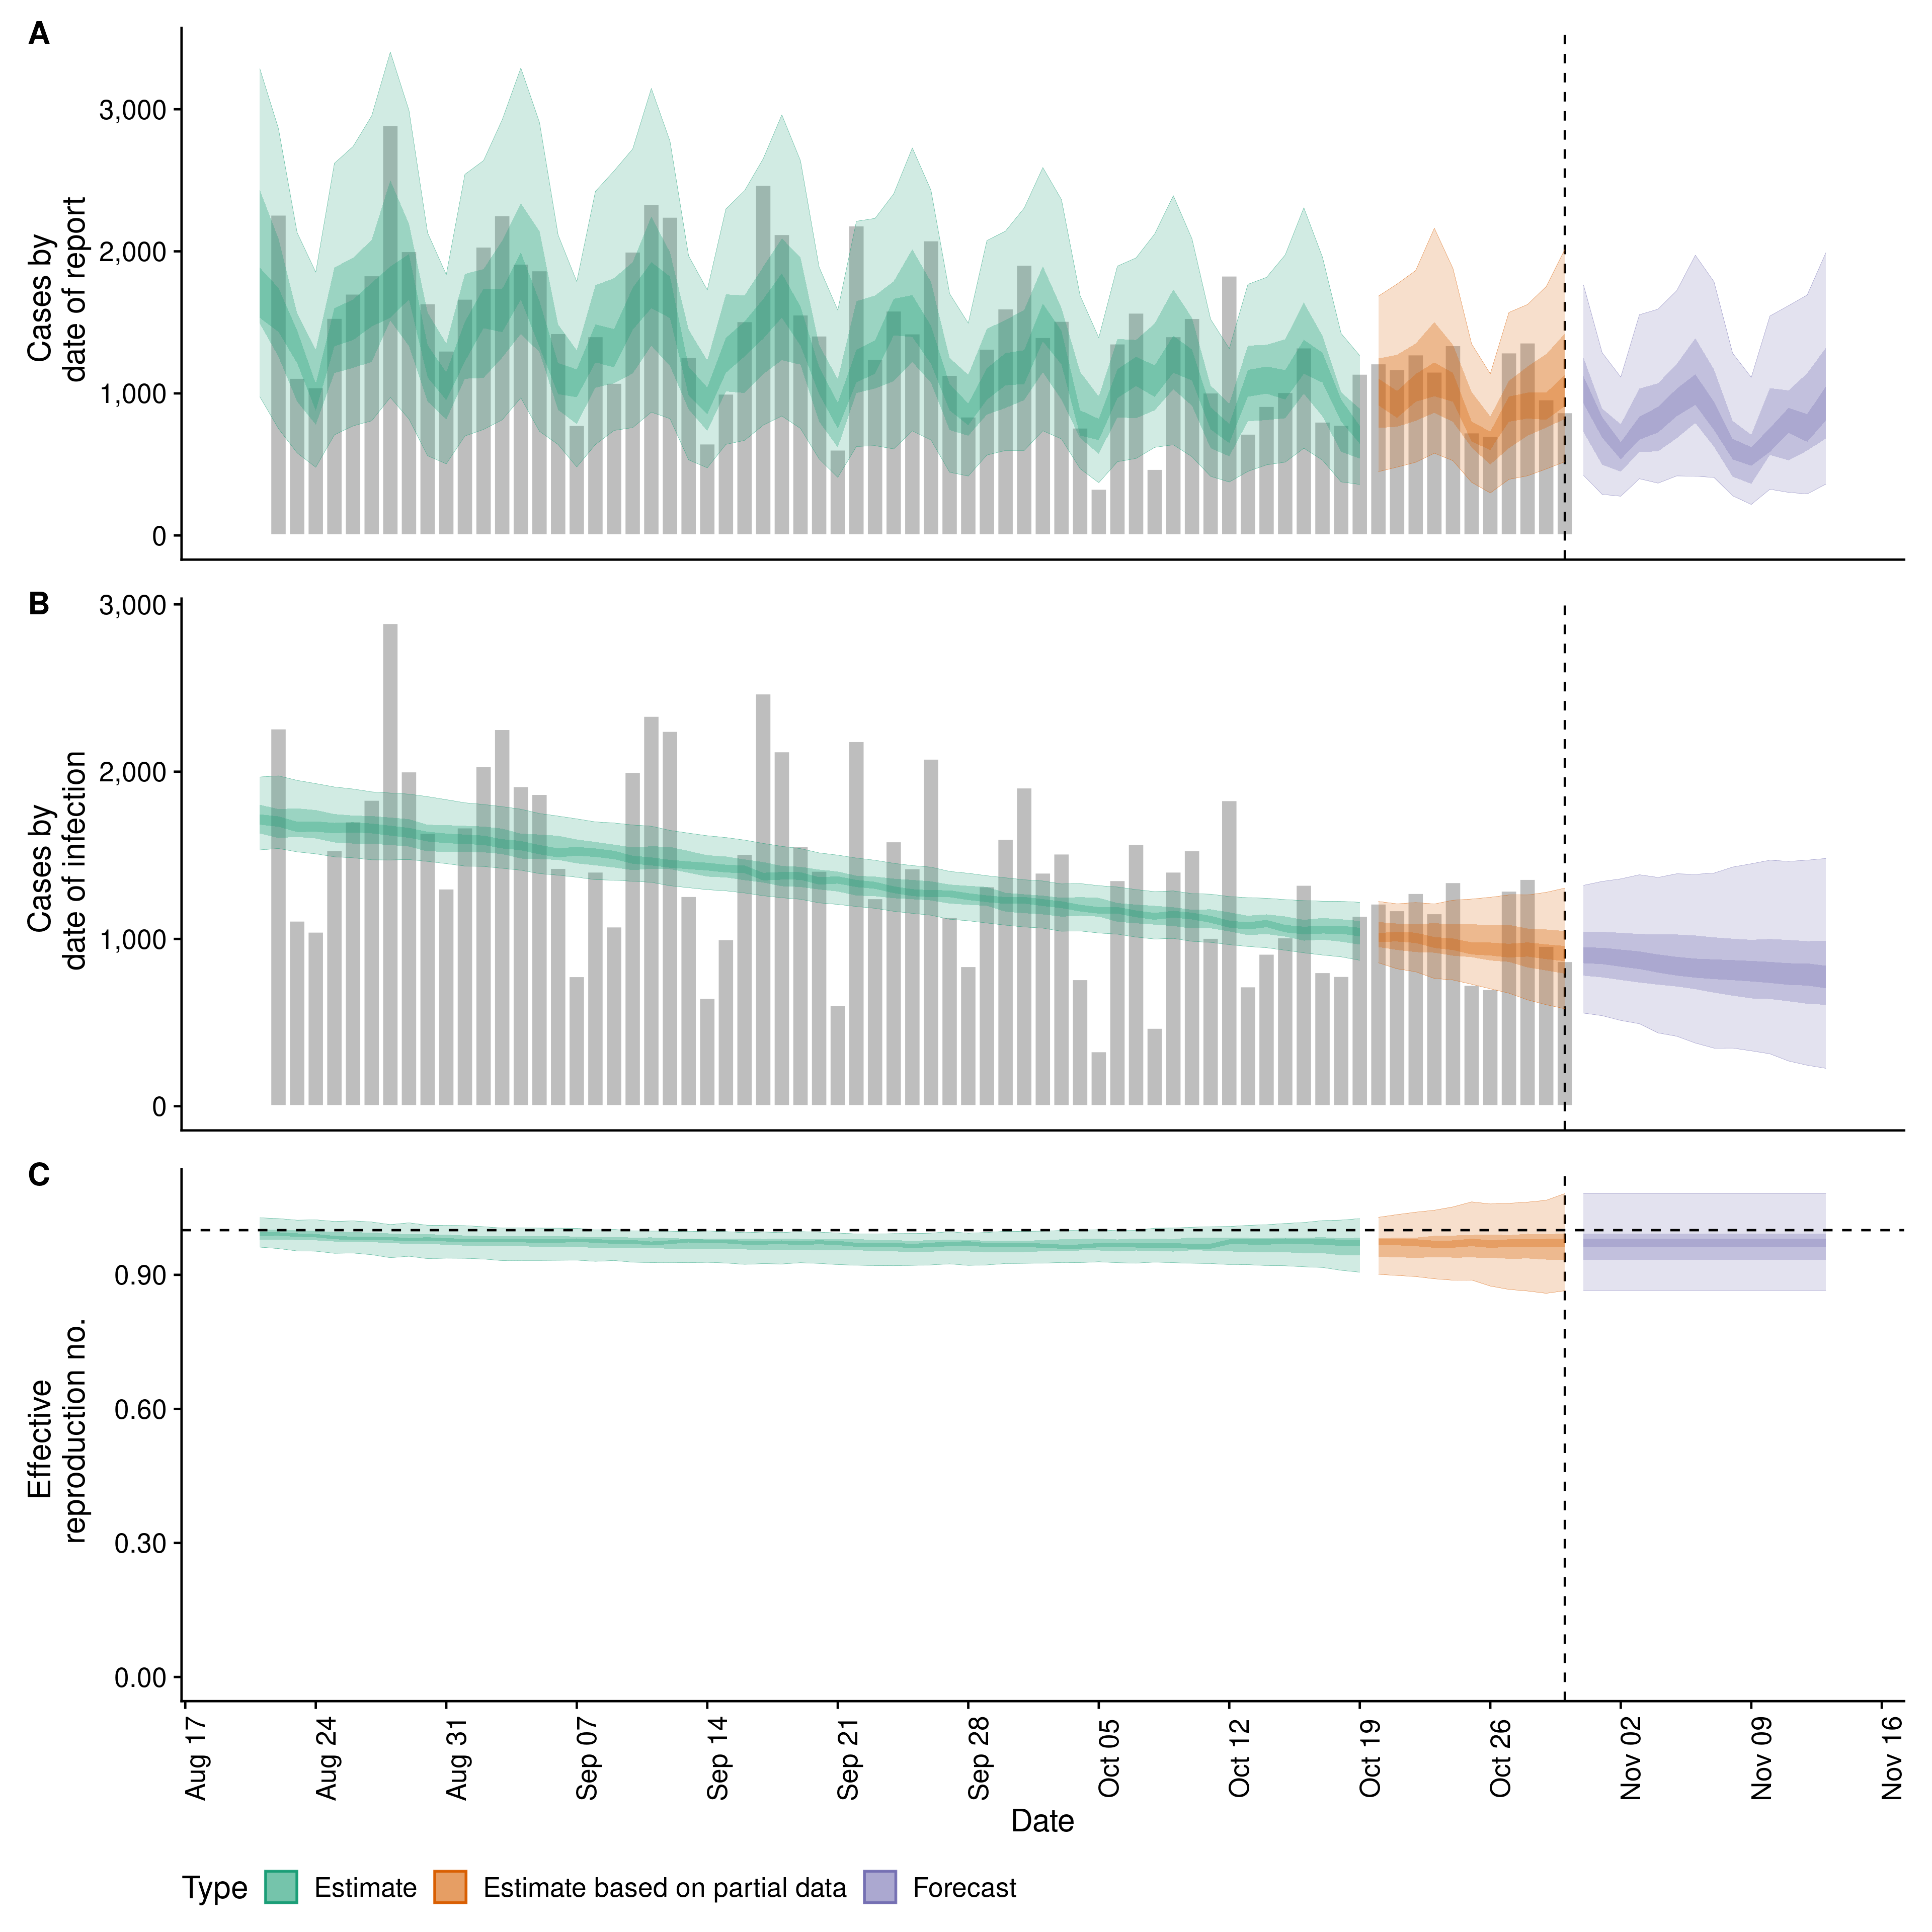 A
Cases by
date of report
3,000
2,000
1,000
0
B
Cases by
date of infection
3,000
2,000
1,000
0
C
Effective
reproduction no.
0.90
0.60
0.30
0.00
Aug 17
Aug 24
Aug 31
Sep 07
Sep 14
Sep 21
Sep 28
Oct 05
Oct 12
Oct 19
Oct 26
Nov 02
Nov 09
Nov 16
Date
Type Estimate Estimate based on partial data Forecast